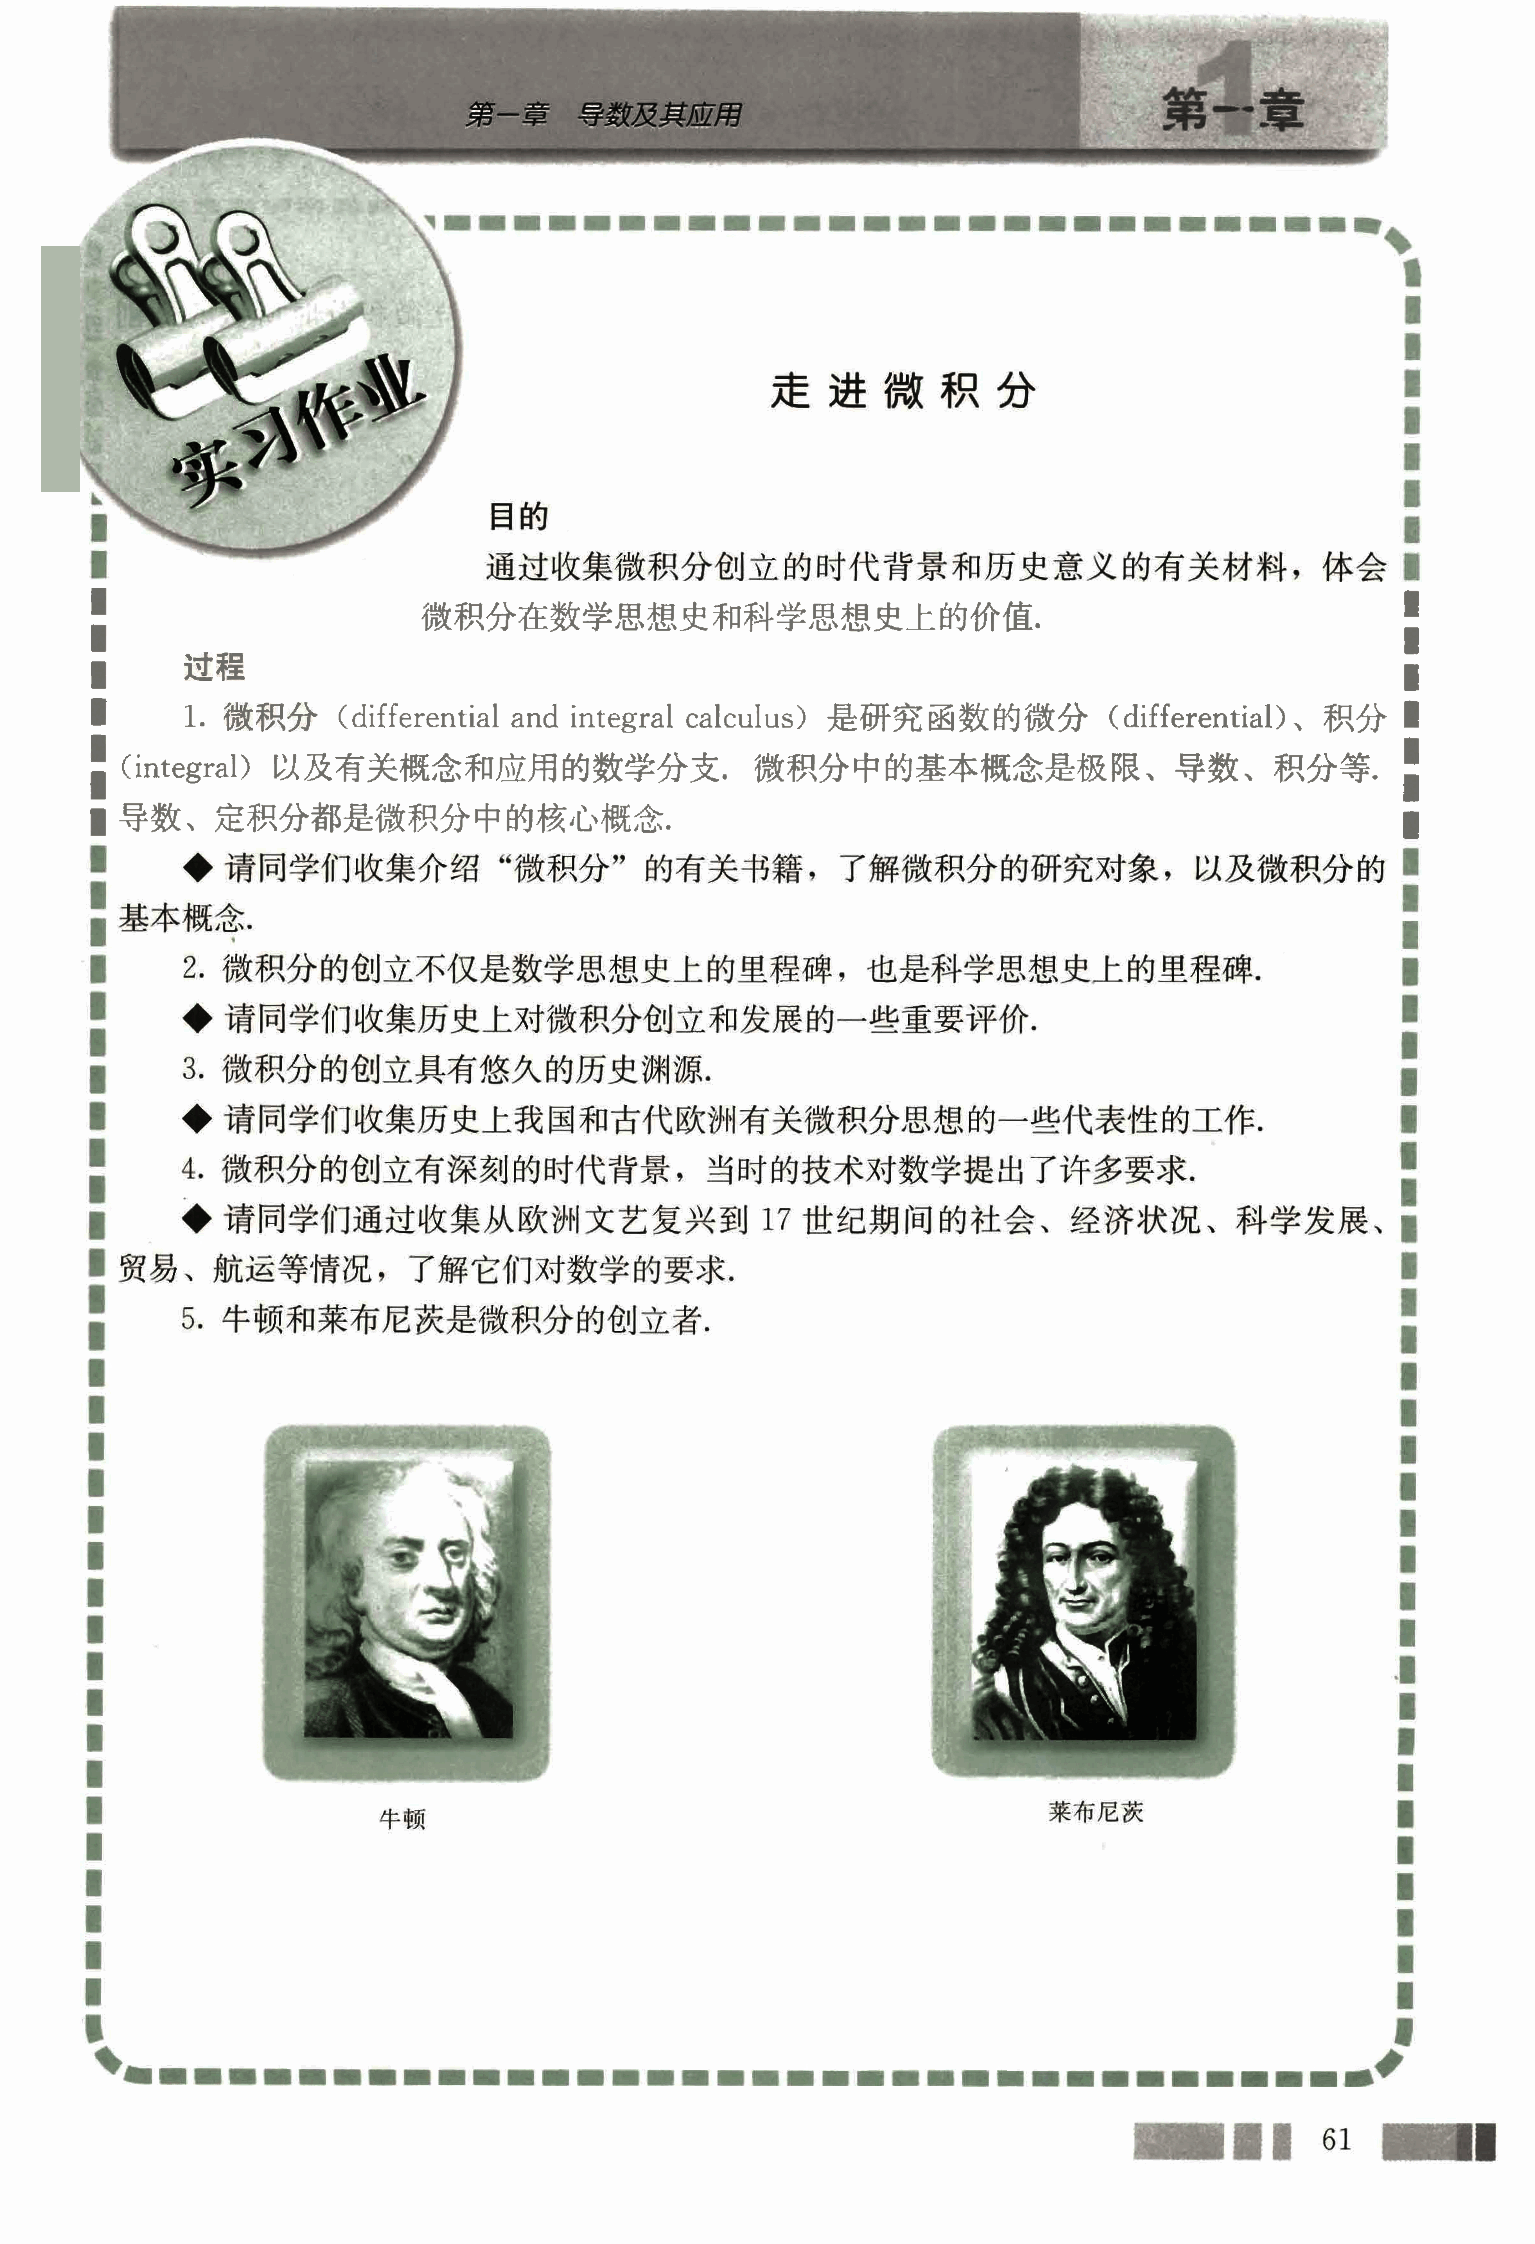 第一章 导数及其应用
第一章
实习作业
走进微积分
目的
通过收集微积分创立的时代背景和历史意义的有关材料，体会
微积分在数学思想史和科学思想史上的价值.
过程
1. 微积分（differential and integral calculus）是研究函数的微分（differential）、积分
（integral）以及有关概念和应用的数学分支. 微积分中的基本概念是极限、导数、积分等.
导数、定积分都是微积分中的核心概念.
◆ 请同学们收集介绍“微积分”的有关书籍，了解微积分的研究对象，以及微积分的
基本概念.
2. 微积分的创立不仅是数学思想史上的里程碑，也是科学思想史上的里程碑.
◆ 请同学们收集历史上对微积分创立和发展的一些重要评价.
3. 微积分的创立具有悠久的历史渊源.
◆ 请同学们收集历史上我国和古代欧洲有关微积分思想的一些代表性的工作.
4. 微积分的创立有深刻的时代背景，当时的技术对数学提出了许多要求.
◆ 请同学们通过收集从欧洲文艺复兴到 17 世纪期间的社会、经济状况、科学发展、
贸易、航运等情况，了解它们对数学的要求.
5. 牛顿和莱布尼茨是微积分的创立者.
牛顿
莱布尼茨
61